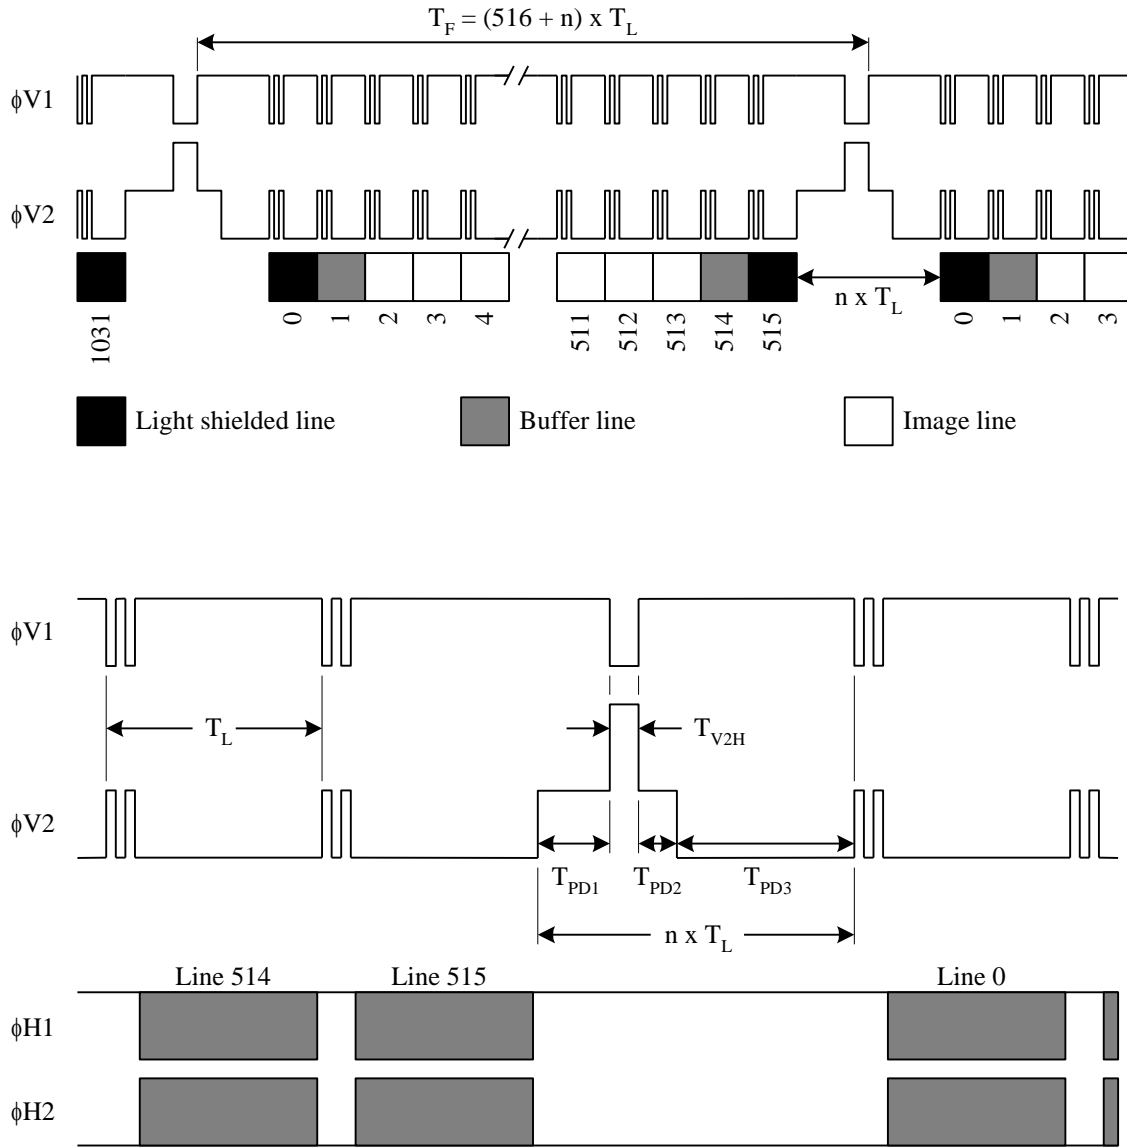 T_F = (516 + n) x T_L
ϕV1
ϕV2
n x T_L
1031
0
1
2
3
4
511
512
513
514
515
0
1
2
3
Light shielded line
Buffer line
Image line
ϕV1
T_L
T_V2H
ϕV2
T_PD1
T_PD2
T_PD3
n x T_L
Line 514
Line 515
Line 0
ϕH1
ϕH2